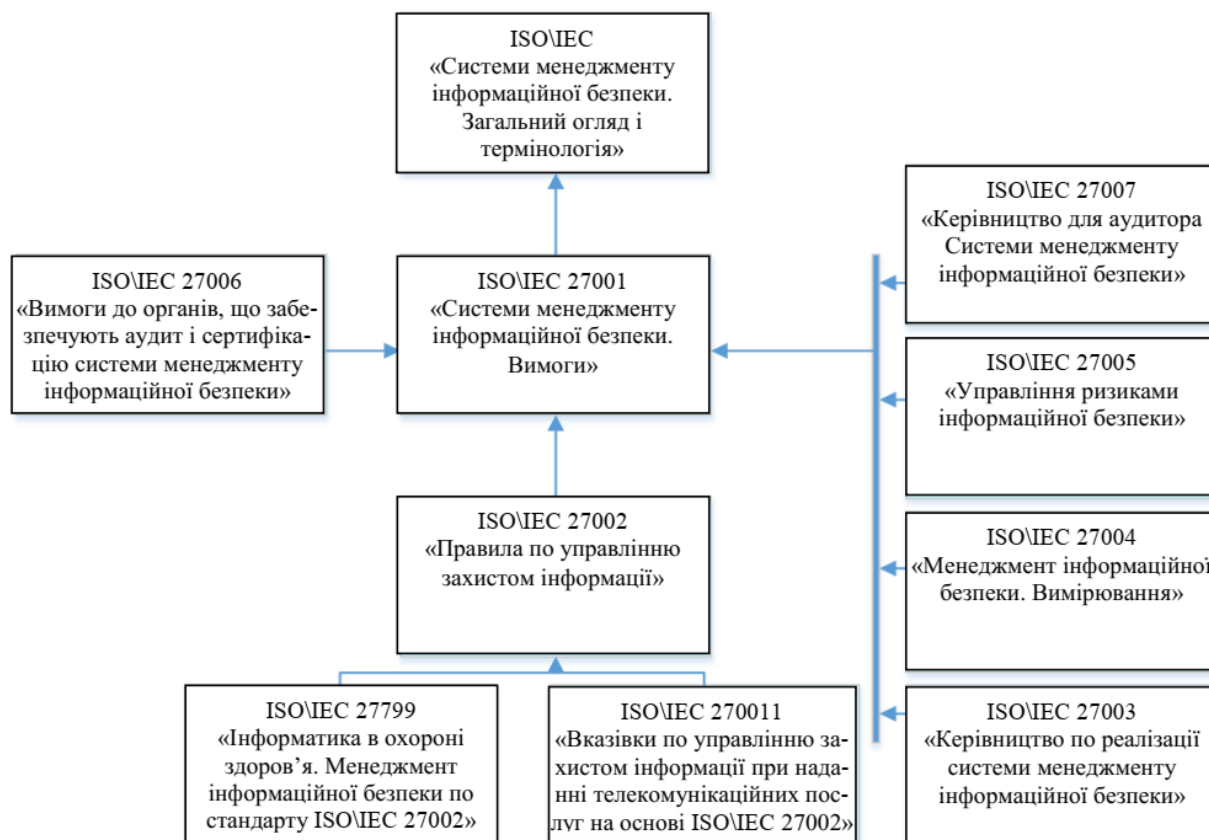 ISO\IEC
«Системи менеджменту
інформаційної безпеки.
Загальний огляд і
термінологія»
ISO\IEC 27006
«Вимоги до органів, що забе-
зпечують аудит і сертифіка-
цію системи менеджменту
інформаційної безпеки»
ISO\IEC 27001
«Системи менеджменту
інформаційної безпеки.
Вимоги»
ISO\IEC 27007
«Керівництво для аудитора
Системи менеджменту
інформаційної безпеки»
ISO\IEC 27005
«Управління ризиками
інформаційної безпеки»
ISO\IEC 27002
«Правила по управлінню
захистом інформації»
ISO\IEC 27004
«Менеджмент інформаційної
безпеки. Вимірювання»
ISO\IEC 27799
«Інформатика в охороні
здоров’я. Менеджмент
інформаційної безпеки по
стандарту ISO\IEC 27002»
ISO\IEC 270011
«Вказівки по управлінню за-
хистом інформації при нада-
нні телекомунікаційних пос-
луг на основі ISO\IEC 27002»
ISO\IEC 27003
«Керівництво по реалізації
системи менеджменту
інформаційної безпеки»